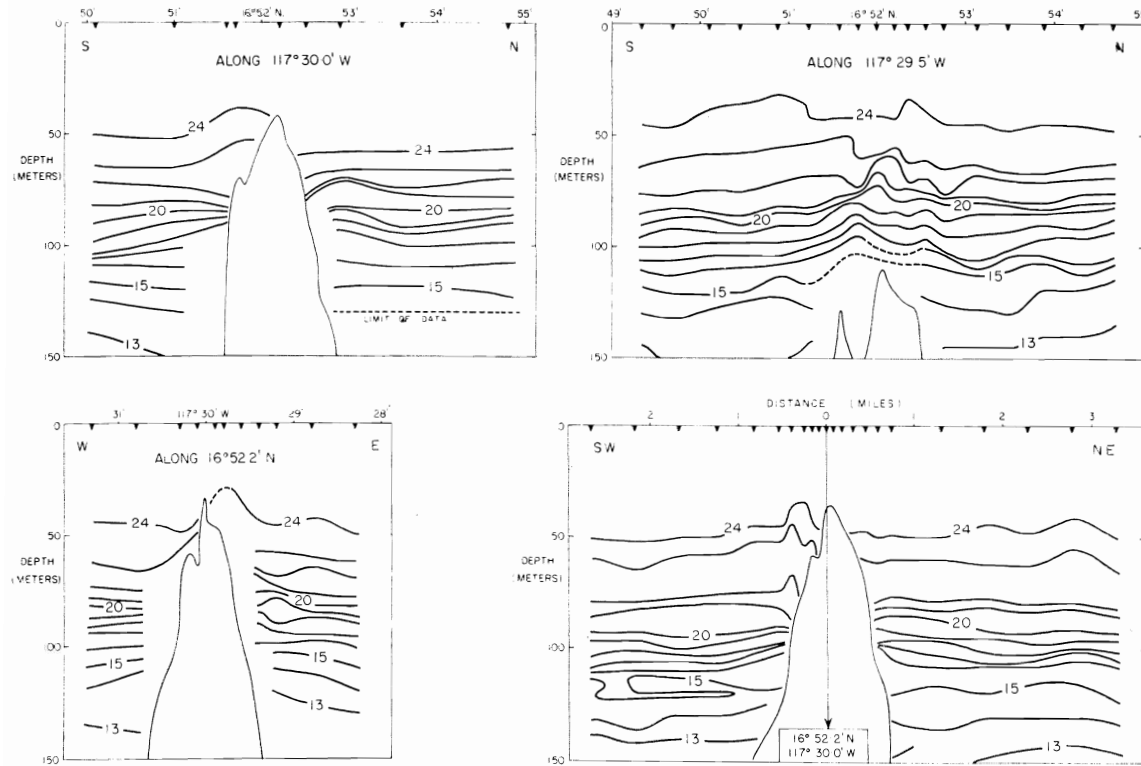 50' 51' 16°52' N. 53' 54' 55'
0
S N
ALONG 117° 30.0' W
24
24
50
DEPTH
(METERS)
20
20
100
15
15
LIMIT OF DATA
13
150
49' 50' 51' 16°52' 53' 54'
0
S N
ALONG 117° 29.5' W
24
50
DEPTH
(METERS)
20 20
100
15 15
13
150
31' 117°30' W 29' 28'
0
W E
ALONG 16°52.2' N
24 24
50
DEPTH
(METERS)
20 20
100
15 15
13 13
150
DISTANCE (MILES)
2 1 0 1 2 3
0
SW NE
24 24
50
DEPTH
(METERS)
20 20
100
15 15
13 13
16° 52.2' N
117° 30.0' W
150